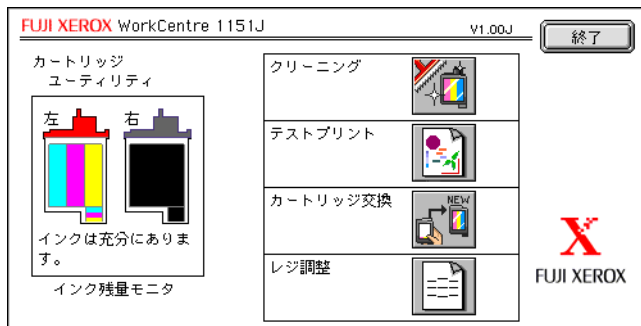 FUJI XEROX WorkCentre 1151J
V1.00J
終了
カートリッジ
ユーティリティ
左 右
インクは充分にありま
す。
インク残量モニタ
クリーニング
テストプリント
カートリッジ交換
NEW
レジ調整
X
FUJI XEROX